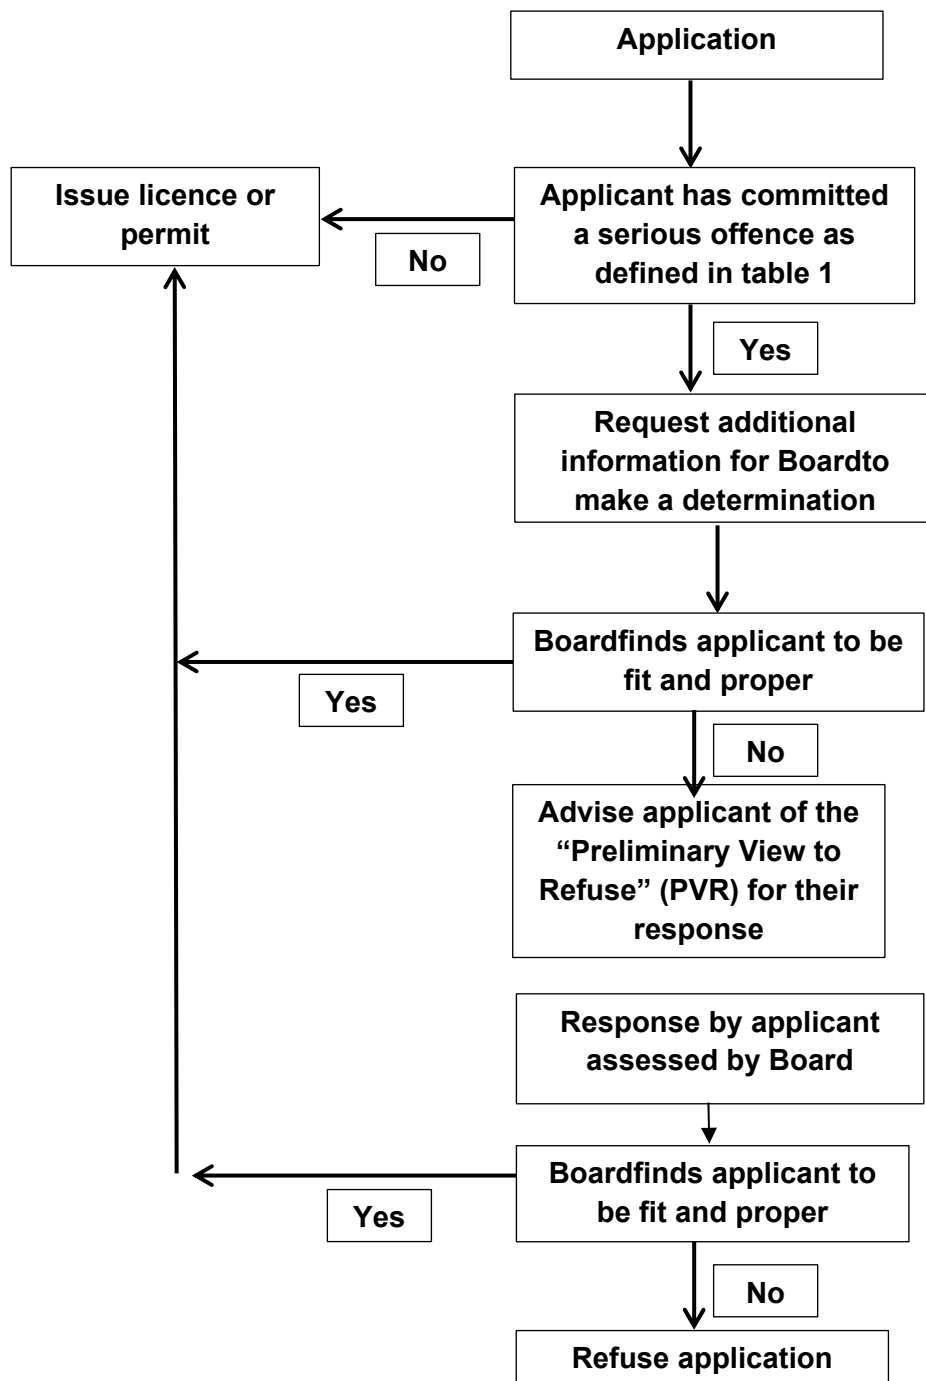 Application
Issue licence or
permit
Applicant has committed
a serious offence as
defined in table 1
No
Yes
Request additional
information for Boardto
make a determination
Boardfinds applicant to be
fit and proper
Yes
No
Advise applicant of the
“Preliminary View to
Refuse” (PVR) for their
response
Response by applicant
assessed by Board
Boardfinds applicant to
be fit and proper
Yes
No
Refuse application